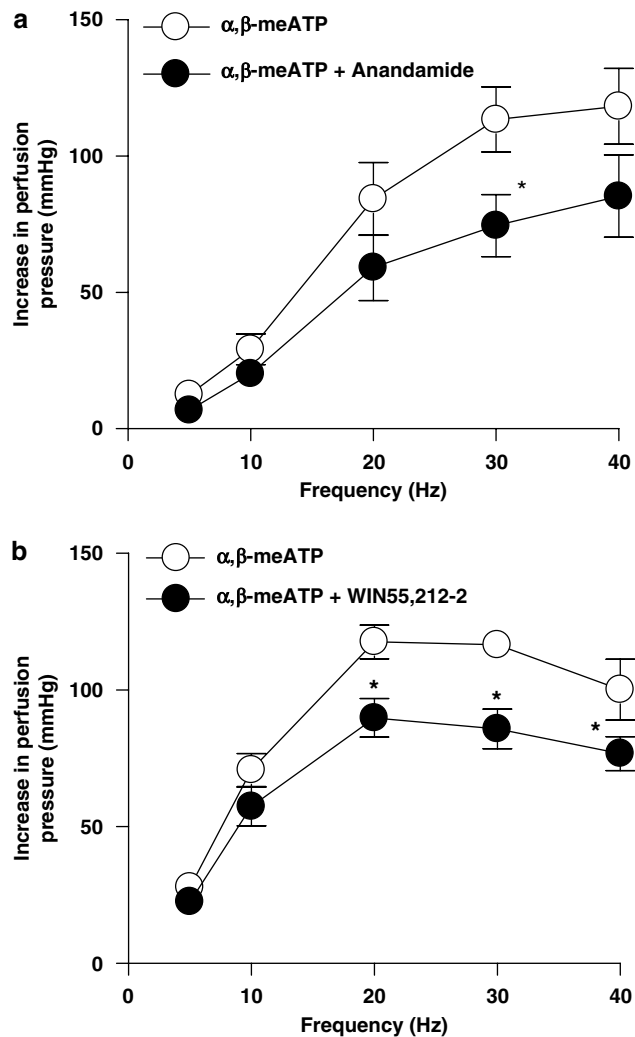 a
α,β-meATP
α,β-meATP + Anandamide
Increase in perfusion
pressure (mmHg)
150
100
50
0
*
0 10 20 30 40
Frequency (Hz)
b
α,β-meATP
α,β-meATP + WIN55,212-2
Increase in perfusion
pressure (mmHg)
150
100
50
0
* * *
0 10 20 30 40
Frequency (Hz)